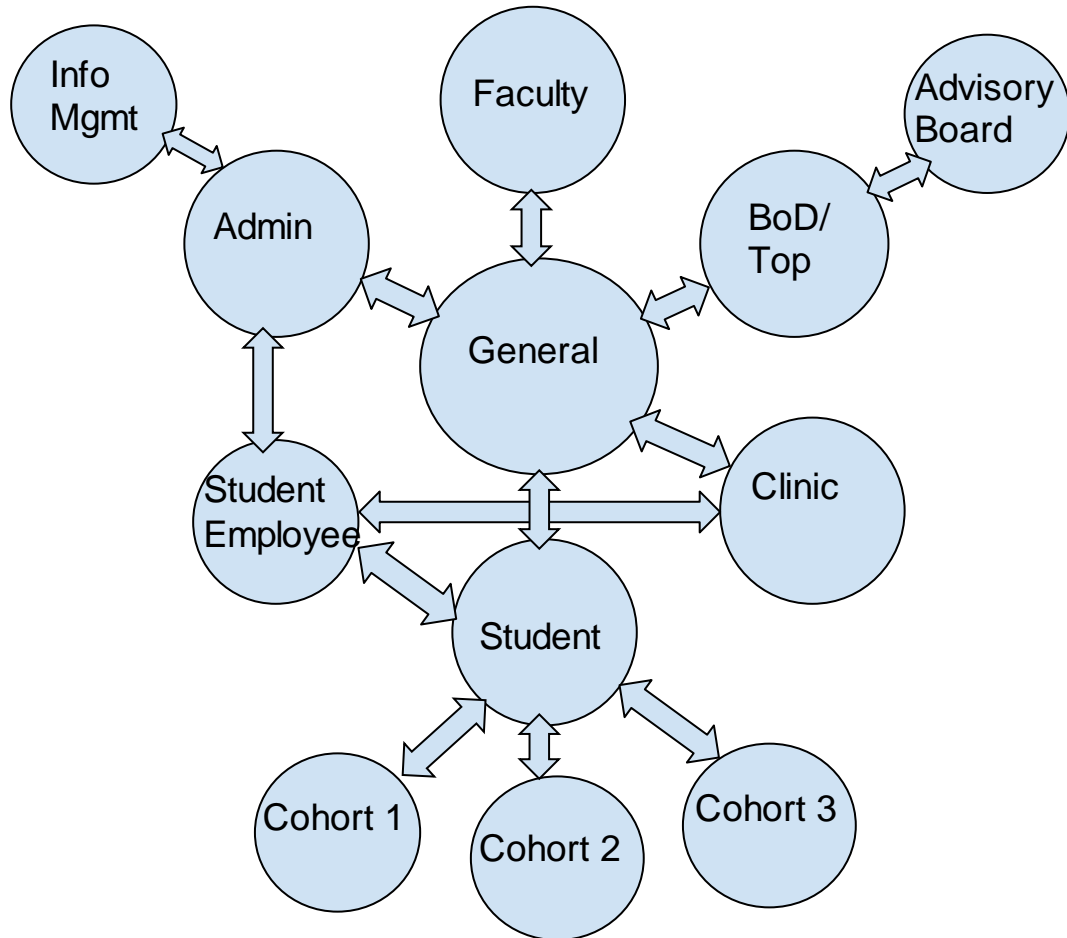 Info
Mgmt
Faculty
Advisory
Board
Admin
BoD/
Top
General
Student
Employee
Clinic
Student
Cohort 1
Cohort 2
Cohort 3